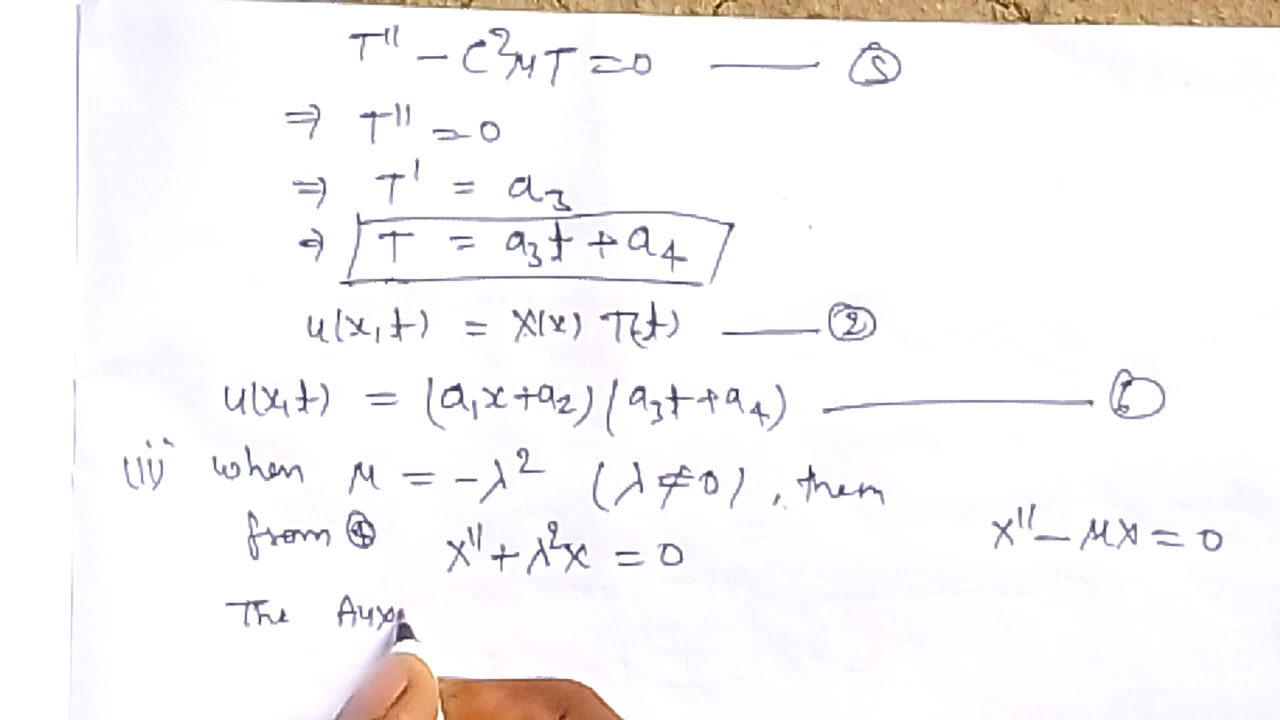 T'' - C²μT = 0 —— ⑤
⇒ T'' = 0
⇒ T' = a₃
⇒ T = a₃t + a₄
u(x,t) = X(x) T(t) —— ②
u(x,t) = (a₁x+a₂)(a₃t+a₄) —— ⑥
(ii) when μ = -λ² (λ≠0), then
from ④ X'' + λ²X = 0 X'' - μX = 0
The Aux